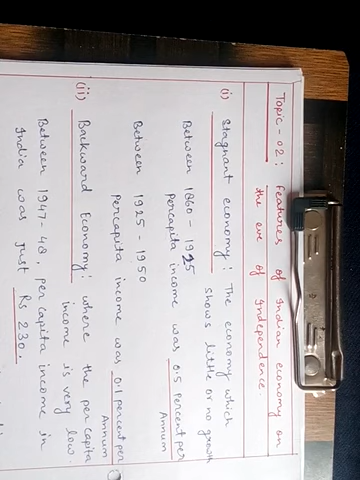 Topic-02: Features of Indian economy on
the eve of Independence
(i) Stagnant economy: The economy which
shows little or no growth
Between 1860-1925
Percapita income was 0.5 percent per
Annum
Between 1925-1950
Percapita income was 0.1 percent per
Annum
(ii) Backward Economy: where the percapita
income is very low.
Between 1947-48, per capita income in
India was just Rs 230.